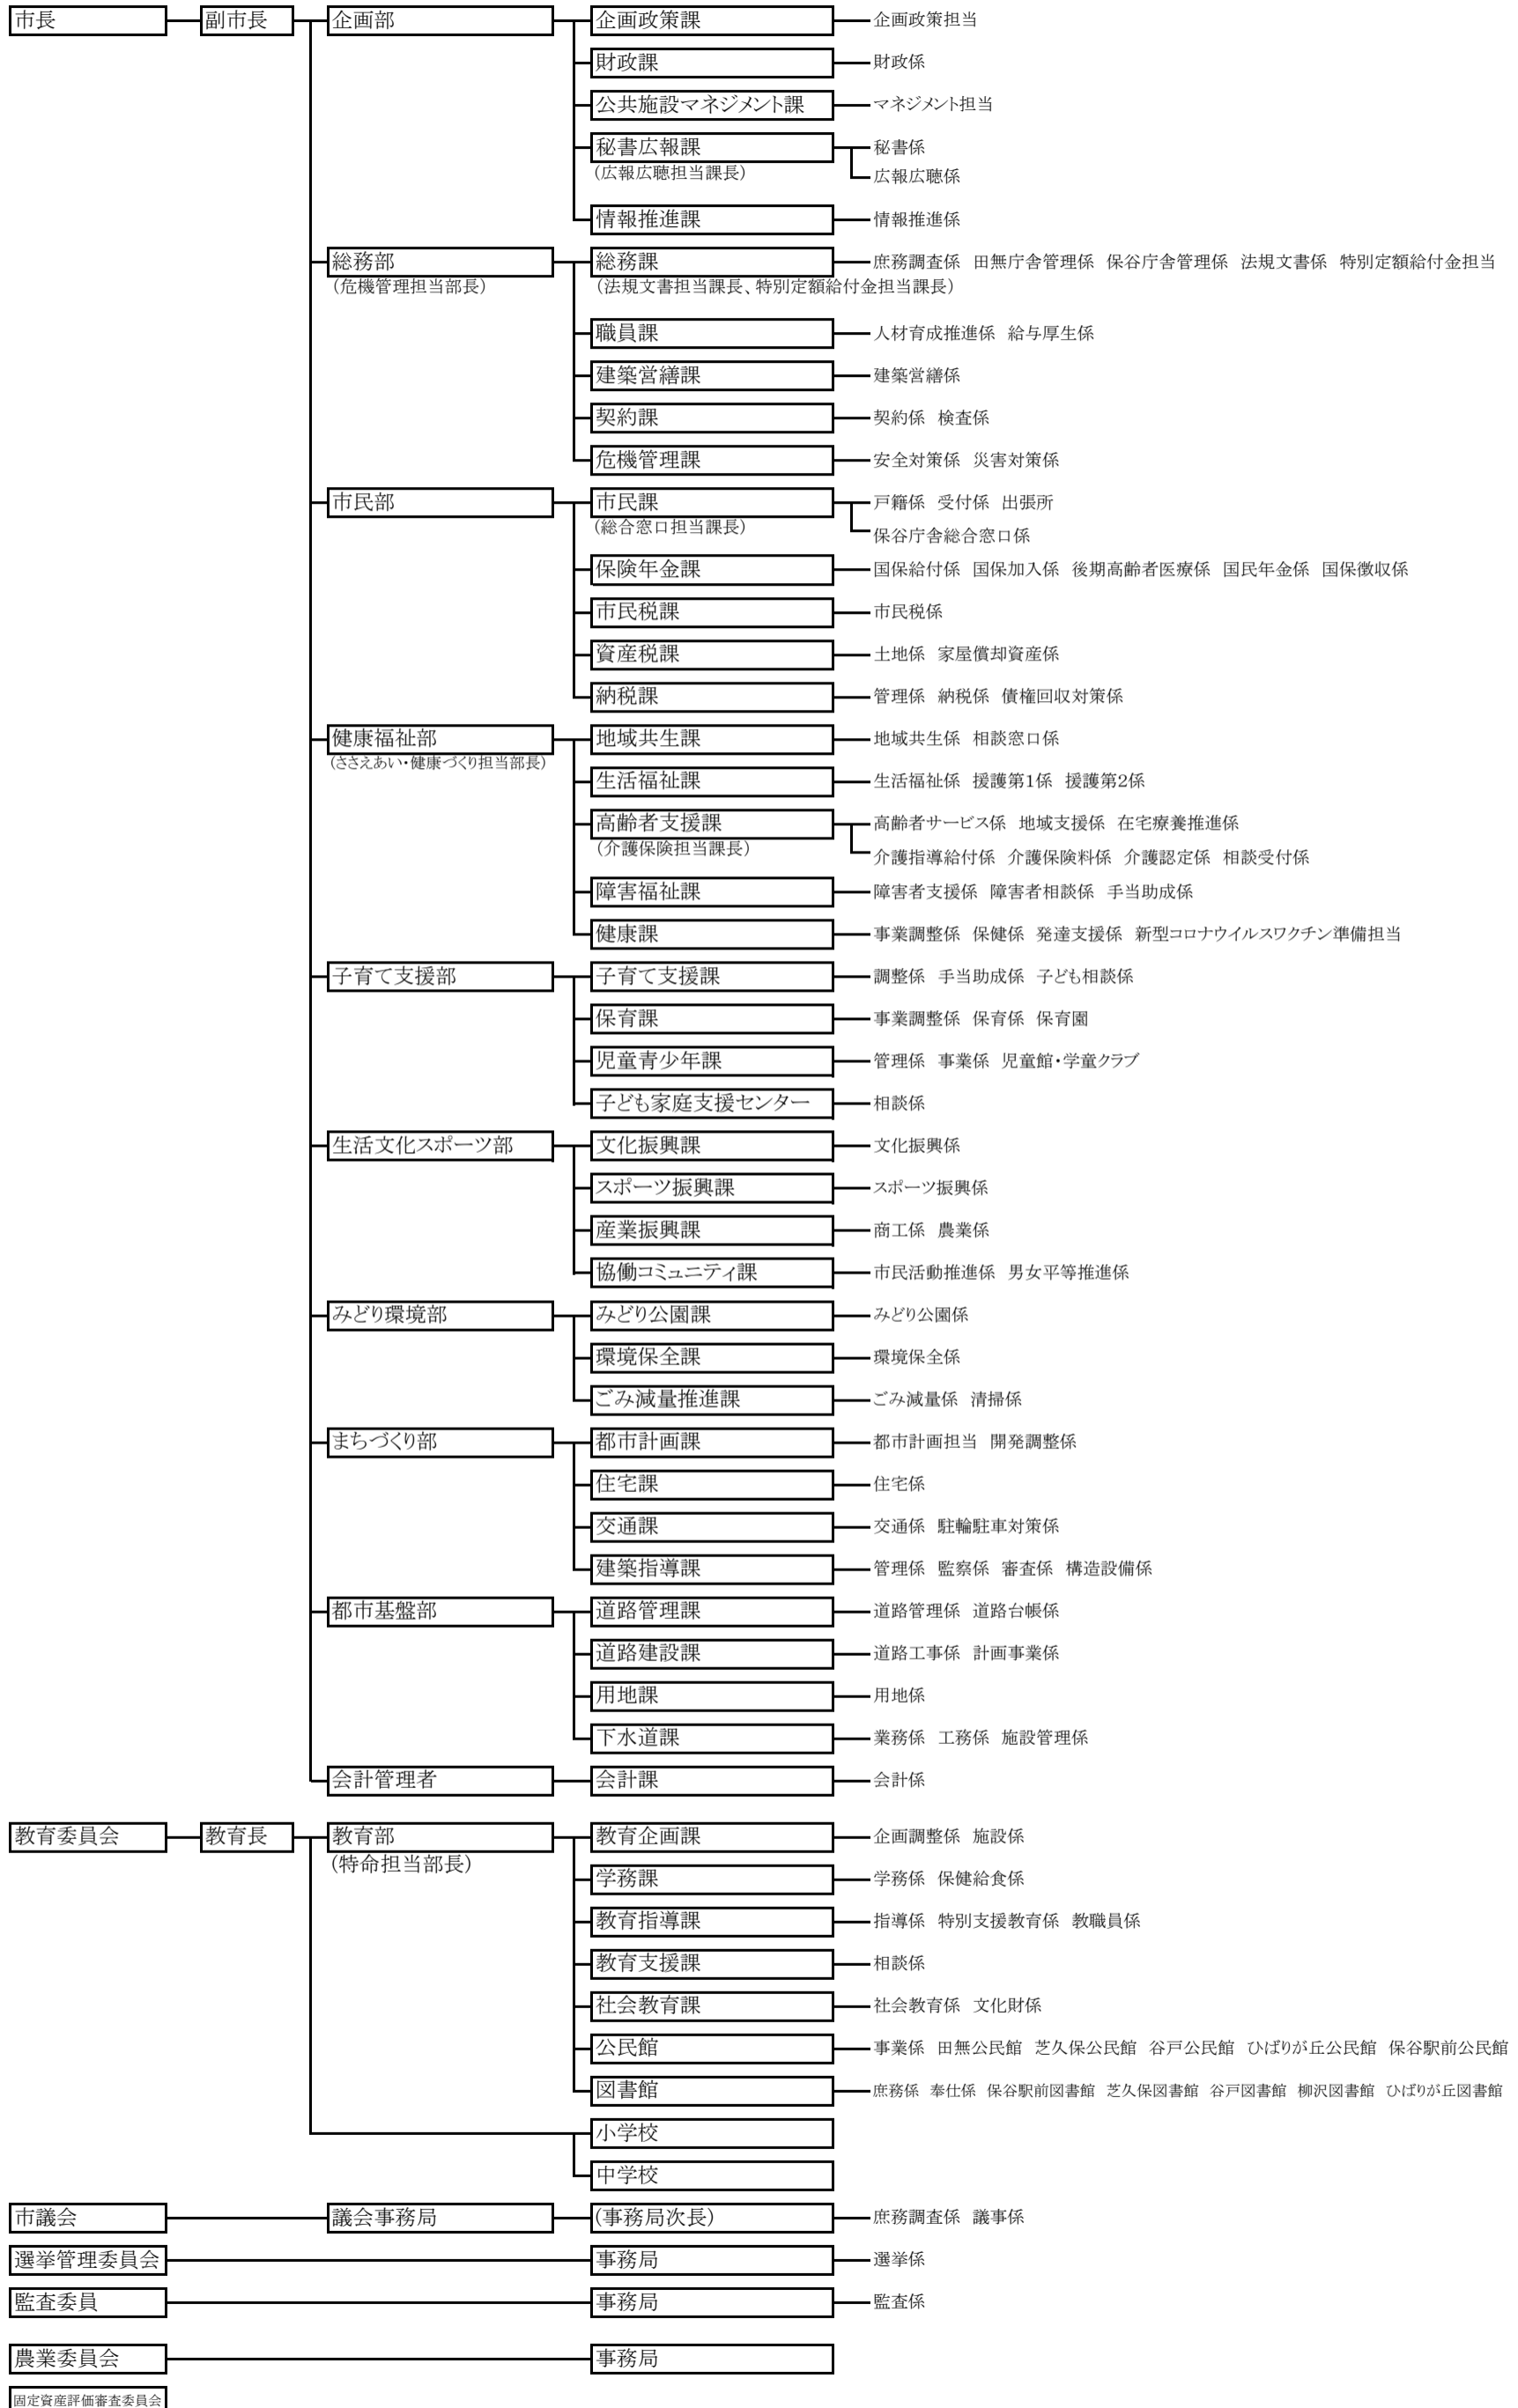 市長 副市長 企画部 企画政策課 企画政策担当
財政課 財政係
公共施設マネジメント課 マネジメント担当
秘書広報課 秘書係
(広報広聴担当課長) 広報広聴係
情報推進課 情報推進係
総務部 総務課 庶務調査係 田無庁舎管理係 保谷庁舎管理係 法規文書係 特別定額給付金担当
(危機管理担当部長) (法規文書担当課長、特別定額給付金担当課長)
職員課 人材育成推進係 給与厚生係
建築営繕課 建築営繕係
契約課 契約係 検査係
危機管理課 安全対策係 災害対策係
市民部 市民課 戸籍係 受付係 出張所
(総合窓口担当課長) 保谷庁舎総合窓口係
保険年金課 国保給付係 国保加入係 後期高齢者医療係 国民年金係 国保徴収係
市民税課 市民税係
資産税課 土地係 家屋償却資産係
納税課 管理係 納税係 債権回収対策係
健康福祉部 地域共生課 地域共生係 相談窓口係
(ささえあい・健康づくり担当部長)
生活福祉課 生活福祉係 援護第1係 援護第2係
高齢者支援課 高齢者サービス係 地域支援係 在宅療養推進係
(介護保険担当課長) 介護指導給付係 介護保険料係 介護認定係 相談受付係
障害福祉課 障害者支援係 障害者相談係 手当助成係
健康課 事業調整係 保健係 発達支援係 新型コロナウイルスワクチン準備担当
子育て支援部 子育て支援課 調整係 手当助成係 子ども相談係
保育課 事業調整係 保育係 保育園
児童青少年課 管理係 事業係 児童館・学童クラブ
子ども家庭支援センター 相談係
生活文化スポーツ部 文化振興課 文化振興係
スポーツ振興課 スポーツ振興係
産業振興課 商工係 農業係
協働コミュニティ課 市民活動推進係 男女平等推進係
みどり環境部 みどり公園課 みどり公園係
環境保全課 環境保全係
ごみ減量推進課 ごみ減量係 清掃係
まちづくり部 都市計画課 都市計画担当 開発調整係
住宅課 住宅係
交通課 交通係 駐輪駐車対策係
建築指導課 管理係 監察係 審査係 構造設備係
都市基盤部 道路管理課 道路管理係 道路台帳係
道路建設課 道路工事係 計画事業係
用地課 用地係
下水道課 業務係 工務係 施設管理係
会計管理者 会計課 会計係
教育委員会 教育長 教育部 教育企画課 企画調整係 施設係
(特命担当部長)
学務課 学務係 保健給食係
教育指導課 指導係 特別支援教育係 教職員係
教育支援課 相談係
社会教育課 社会教育係 文化財係
公民館 事業係 田無公民館 芝久保公民館 谷戸公民館 ひばりが丘公民館 保谷駅前公民館
図書館 庶務係 奉仕係 保谷駅前図書館 芝久保図書館 谷戸図書館 柳沢図書館 ひばりが丘図書館
小学校
中学校
市議会 議会事務局 (事務局次長) 庶務調査係 議事係
選挙管理委員会 事務局 選挙係
監査委員 事務局 監査係
農業委員会 事務局
固定資産評価審査委員会